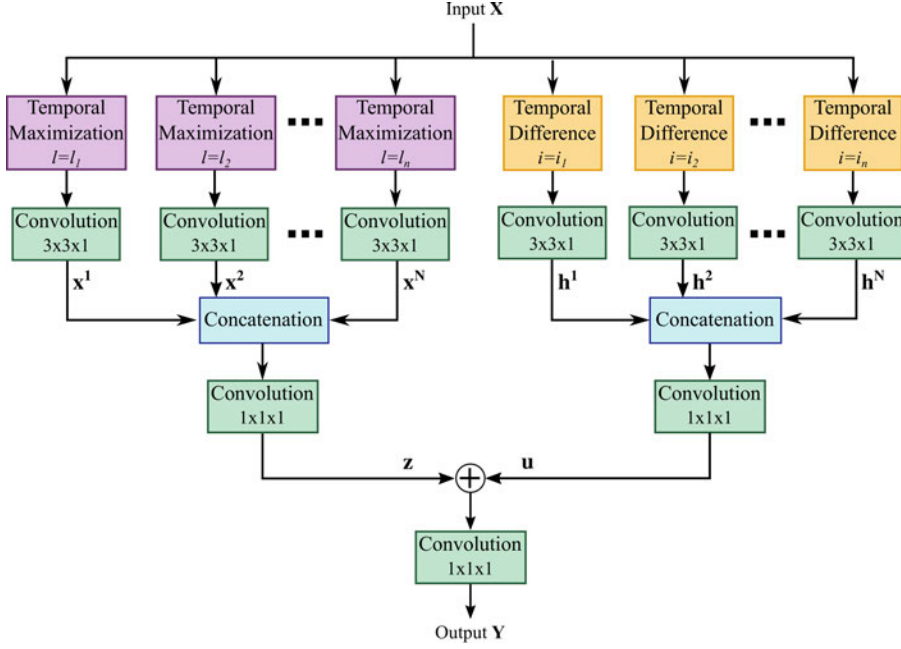 Input X
Temporal
Maximization
l=l1
Temporal
Maximization
l=l2
Temporal
Maximization
l=ln
Temporal
Difference
i=i1
Temporal
Difference
i=i2
Temporal
Difference
i=in
Convolution
3x3x1
Convolution
3x3x1
Convolution
3x3x1
Convolution
3x3x1
Convolution
3x3x1
Convolution
3x3x1
x1
x2
xN
h1
h2
hN
Concatenation
Concatenation
Convolution
1x1x1
Convolution
1x1x1
z
u
Convolution
1x1x1
Output Y